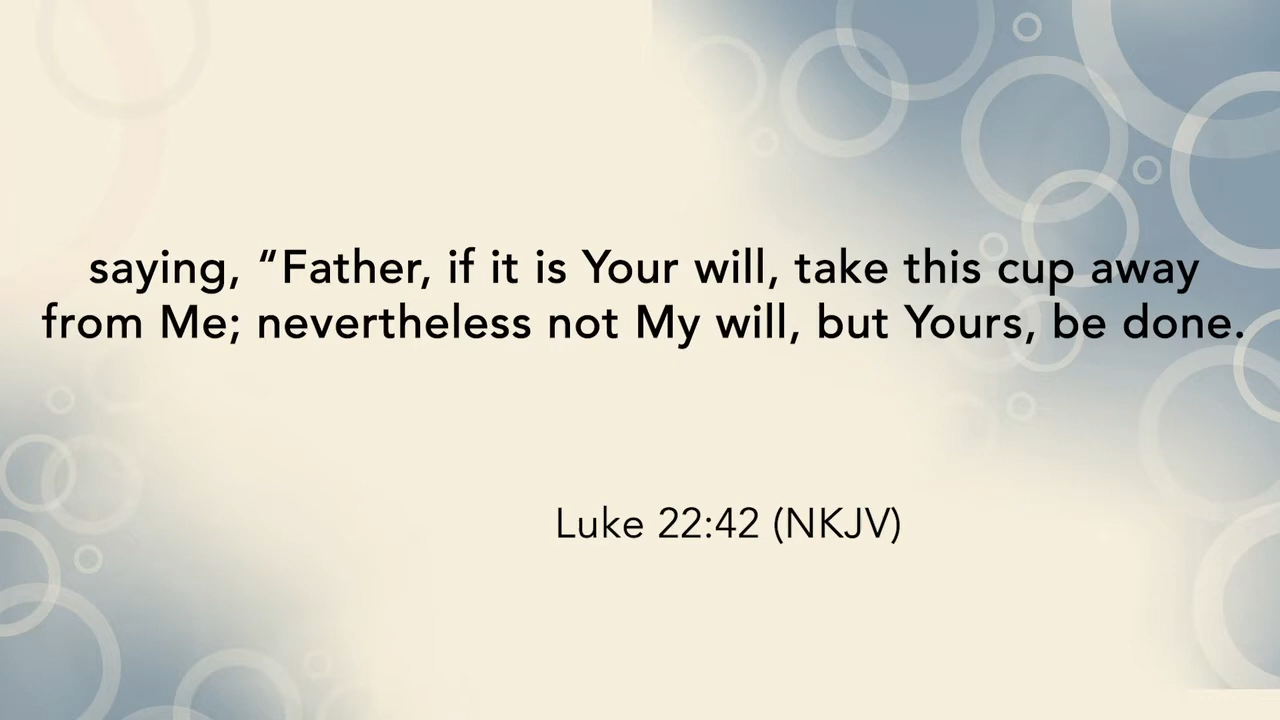 saying, “Father, if it is Your will, take this cup away
from Me; nevertheless not My will, but Yours, be done.
Luke 22:42 (NKJV)